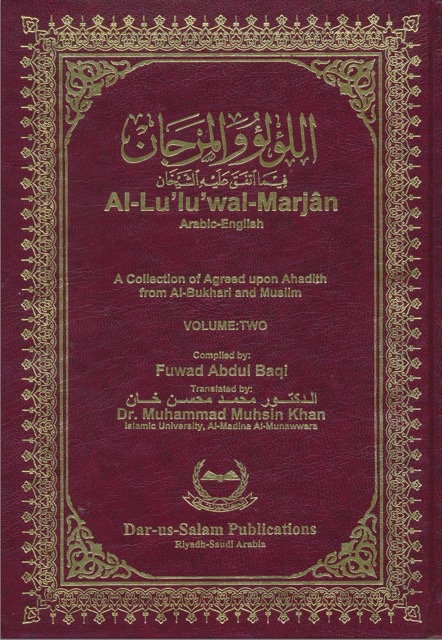 اللؤلؤ والمرجان
فيما اتفق عليه الشيخان
Al-Lu'lu'wal-Marjân
Arabic-English
A Collection of Agreed upon Ahadith
from Al-Bukhari and Muslim
VOLUME:TWO
Compiled by:
Fuwad Abdul Baqi
Translated by:
الدكتور محمد محسن خان
Dr. Muhammad Muhsin Khan
Islamic University, Al-Madina Al-Munawwara
Dar-us-Salam Publications
Riyadh-Saudi Arabia